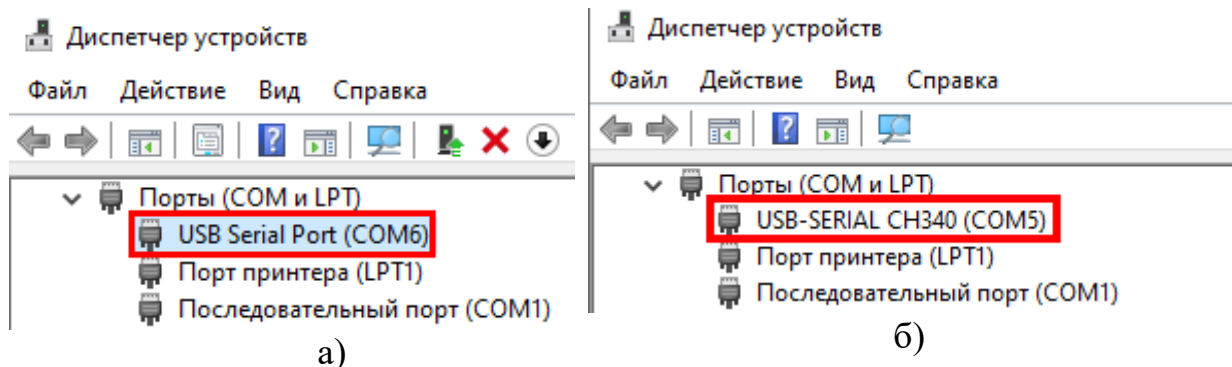 Диспетчер устройств
Файл Действие Вид Справка
Порты (COM и LPT)
USB Serial Port (COM6)
Порт принтера (LPT1)
Последовательный порт (COM1)
а)
Диспетчер устройств
Файл Действие Вид Справка
Порты (COM и LPT)
USB-SERIAL CH340 (COM5)
Порт принтера (LPT1)
Последовательный порт (COM1)
б)